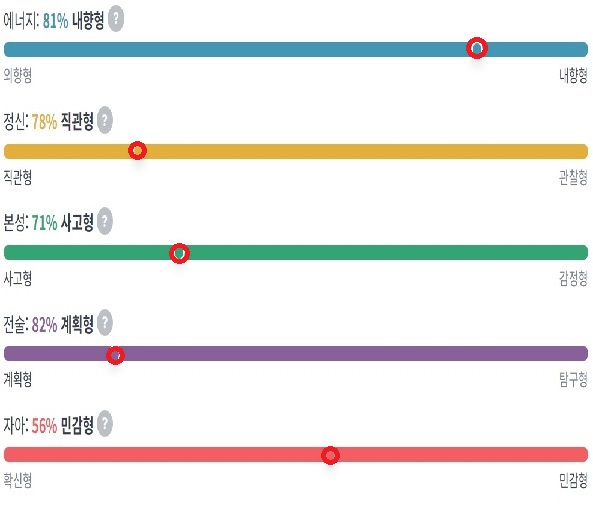 에너지: 81% 내향형 ?
외향형 내향형
정신: 78% 직관형 ?
직관형 관찰형
본성: 71% 사고형 ?
사고형 감정형
전술: 82% 계획형 ?
계획형 탐구형
자아: 56% 민감형 ?
확신형 민감형